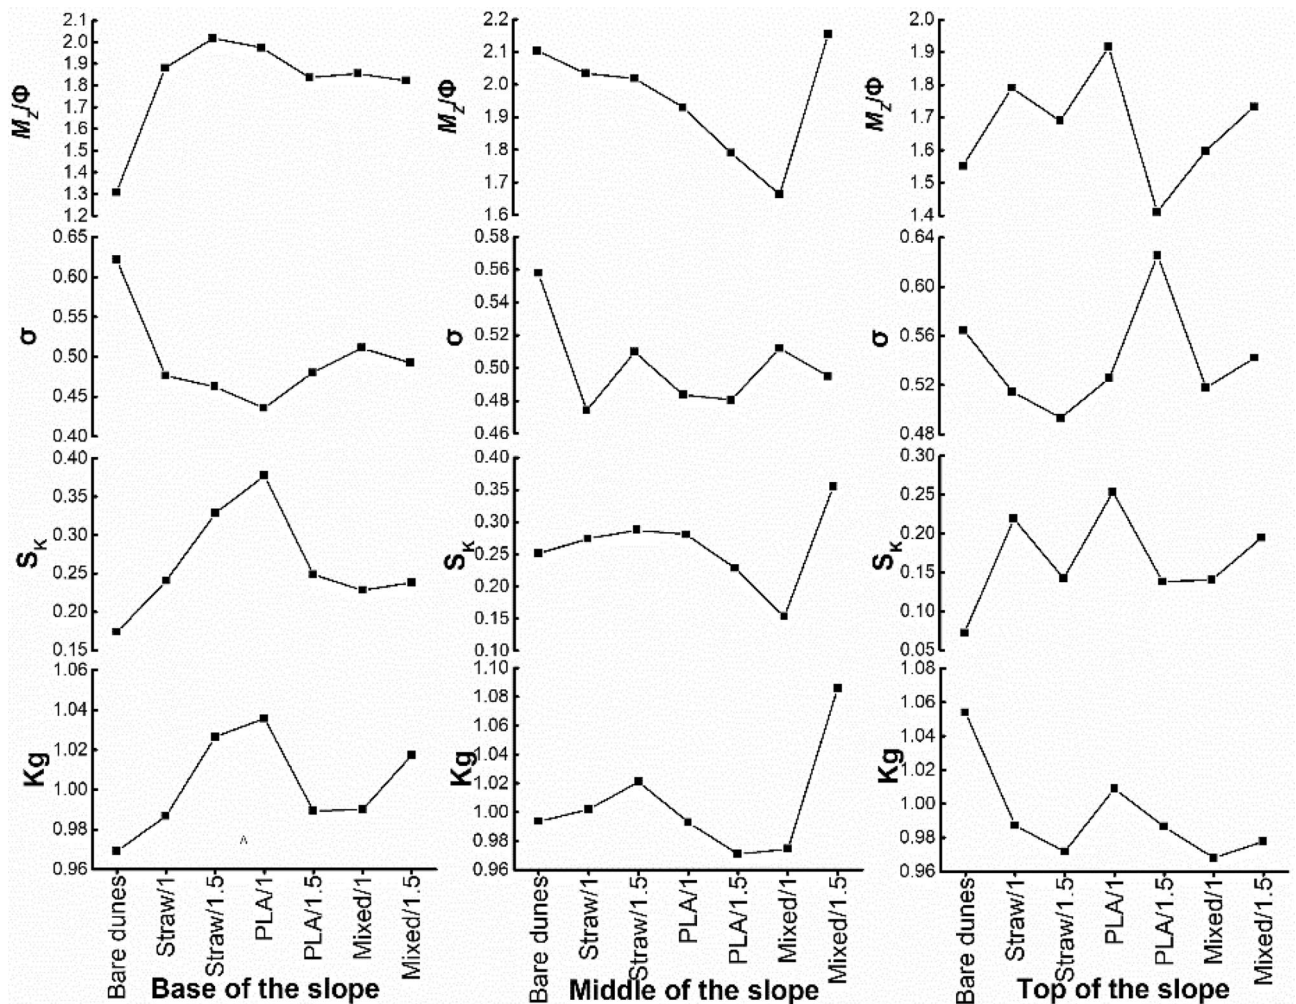 M_Z/Φ
2.1
2.0
1.9
1.8
1.7
1.6
1.5
1.4
1.3
1.2
σ
0.65
0.60
0.55
0.50
0.45
0.40
S_K
0.40
0.35
0.30
0.25
0.20
0.15
Kg
1.06
1.04
1.02
1.00
0.98
0.96
^
Bare dunes
Straw/1
Straw/1.5
PLA/1
PLA/1.5
Mixed/1
Mixed/1.5
Base of the slope
M_Z/Φ
2.2
2.1
2.0
1.9
1.8
1.7
1.6
σ
0.58
0.56
0.54
0.52
0.50
0.48
0.46
S_K
0.40
0.35
0.30
0.25
0.20
0.15
0.10
Kg
1.10
1.08
1.06
1.04
1.02
1.00
0.98
0.96
Bare dunes
Straw/1
Straw/1.5
PLA/1
PLA/1.5
Mixed/1
Mixed/1.5
Middle of the slope
M_Z/Φ
2.0
1.9
1.8
1.7
1.6
1.5
1.4
σ
0.64
0.60
0.56
0.52
0.48
S_K
0.30
0.25
0.20
0.15
0.10
0.05
Kg
1.08
1.06
1.04
1.02
1.00
0.98
0.96
Bare dunes
Straw/1
Straw/1.5
PLA/1
PLA/1.5
Mixed/1
Mixed/1.5
Top of the slope